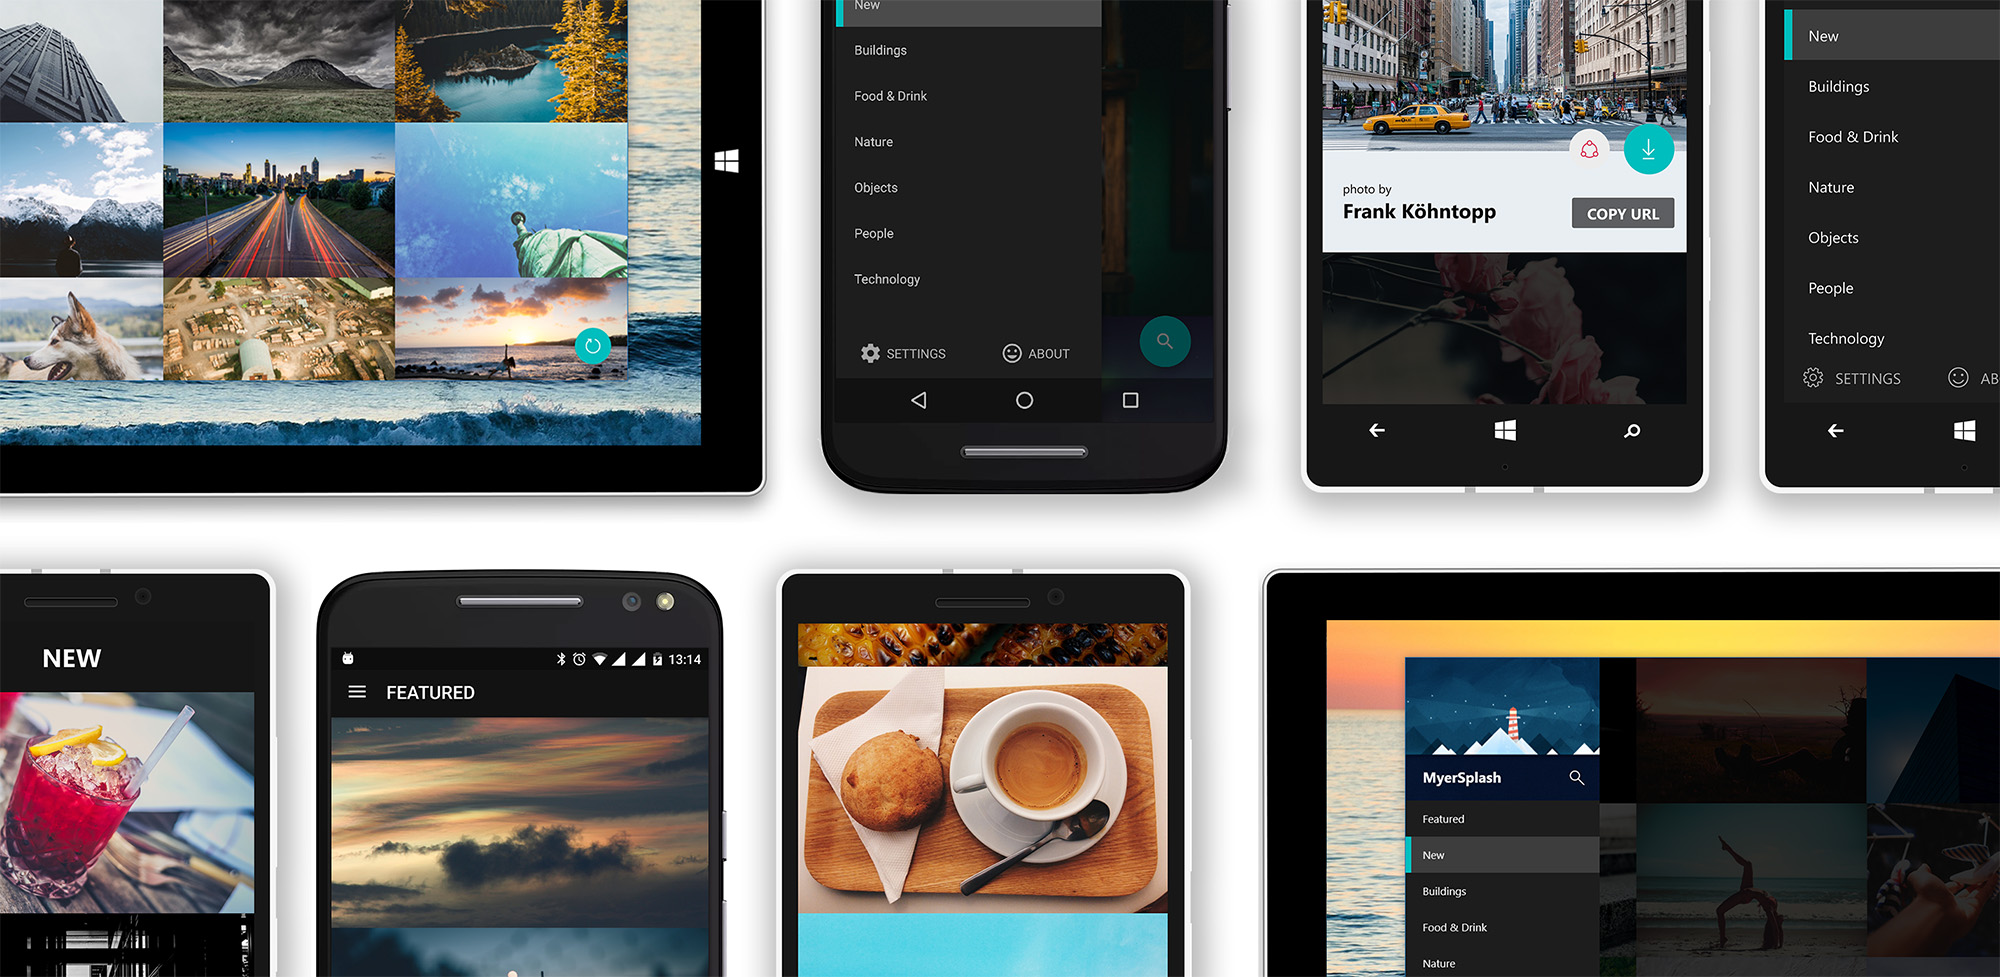 New
Buildings
Food & Drink
Nature
Objects
People
Technology
SETTINGS
ABOUT
photo by
Frank Köhntopp
COPY URL
New
Buildings
Food & Drink
Nature
Objects
People
Technology
SETTINGS
AB
NEW
13:14
FEATURED
MyerSplash
Featured
New
Buildings
Food & Drink
Nature